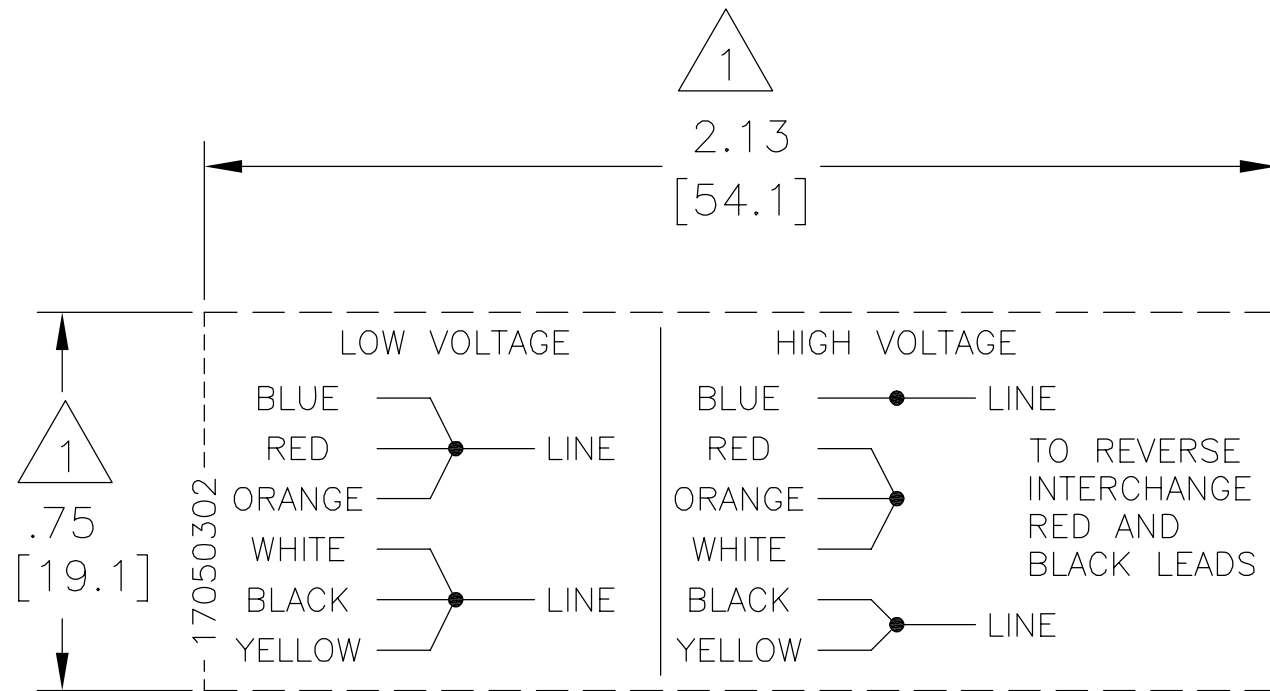 1
2.13
[54.1]
1
.75
[19.1]
17050302
LOW VOLTAGE
BLUE
RED
LINE
ORANGE
WHITE
BLACK
LINE
YELLOW
HIGH VOLTAGE
BLUE
LINE
RED
ORANGE
WHITE
BLACK
LINE
YELLOW
TO REVERSE
INTERCHANGE
RED AND
BLACK LEADS